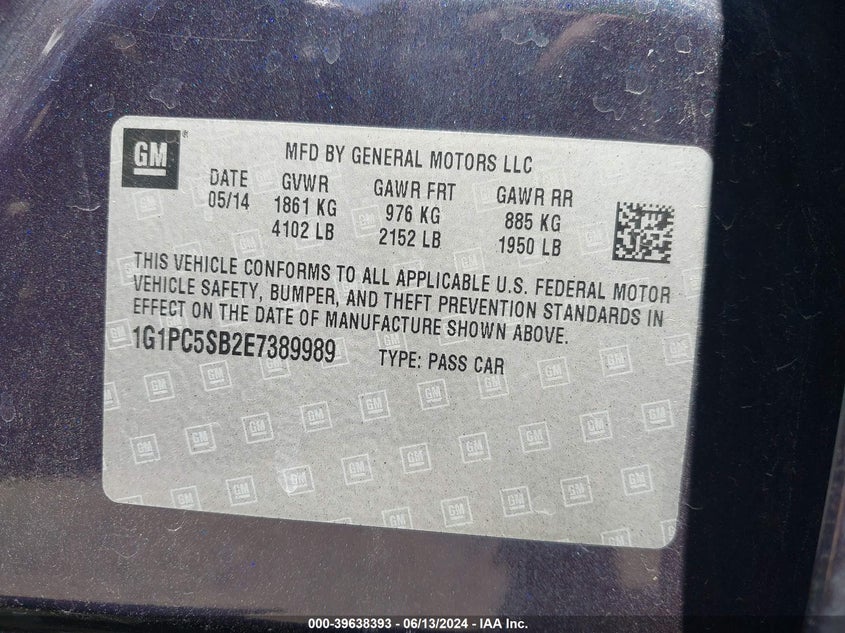 GM
MFD BY GENERAL MOTORS LLC
DATE GVWR GAWR FRT GAWR RR
05/14 1861 KG 976 KG 885 KG
4102 LB 2152 LB 1950 LB
THIS VEHICLE CONFORMS TO ALL APPLICABLE U.S. FEDERAL MOTOR
VEHICLE SAFETY, BUMPER, AND THEFT PREVENTION STANDARDS IN
EFFECT ON THE DATE OF MANUFACTURE SHOWN ABOVE.
1G1PC5SB2E7389989 TYPE: PASS CAR
000-39638393 - 06/13/2024 - IAA Inc.